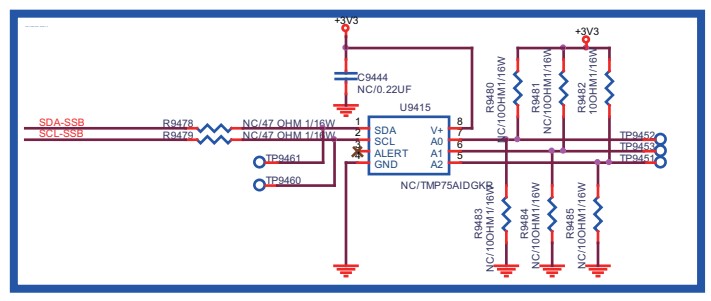 +3V3
+3V3
C9444
NC/0.22UF
R9480
NC/10OHM1/16W
R9481
NC/10OHM1/16W
R9482
10OHM1/16W
U9415
SDA-SSB
R9478
NC/47 OHM 1/16W
1
SDA
V+
8
SCL-SSB
R9479
NC/47 OHM 1/16W
2
SCL
A0
7
TP9452
3
ALERT
A1
6
TP9453
4
GND
A2
5
TP9451
TP9461
TP9460
NC/TMP75AIDGKR
R9483
NC/10OHM1/16W
R9484
NC/10OHM1/16W
R9485
NC/10OHM1/16W